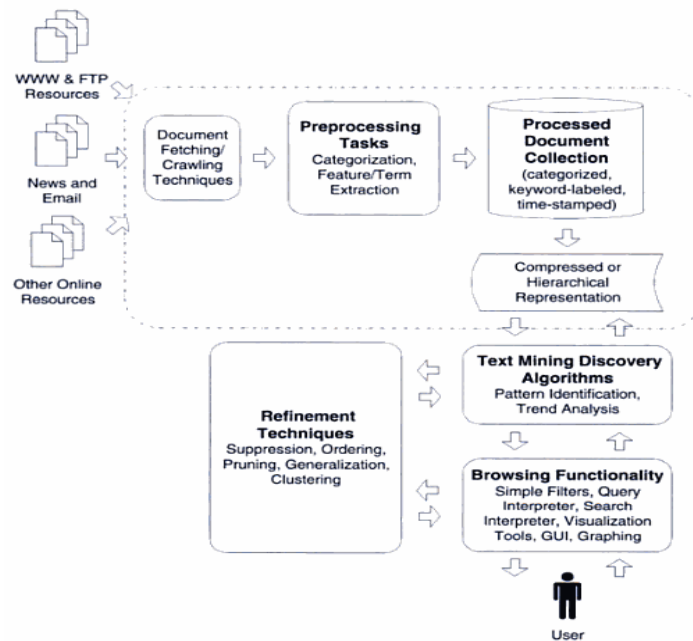 WWW & FTP
Resources
News and
Email
Other Online
Resources
Document
Fetching/
Crawling
Techniques
Preprocessing
Tasks
Categorization,
Feature/Term
Extraction
Processed
Document
Collection
(categorized,
keyword-labeled,
time-stamped)
Compressed or
Hierarchical
Representation
Text Mining Discovery
Algorithms
Pattern Identification,
Trend Analysis
Refinement
Techniques
Suppression, Ordering,
Pruning, Generalization,
Clustering
Browsing Functionality
Simple Filters, Query
Interpreter, Search
Interpreter, Visualization
Tools, GUI, Graphing
User